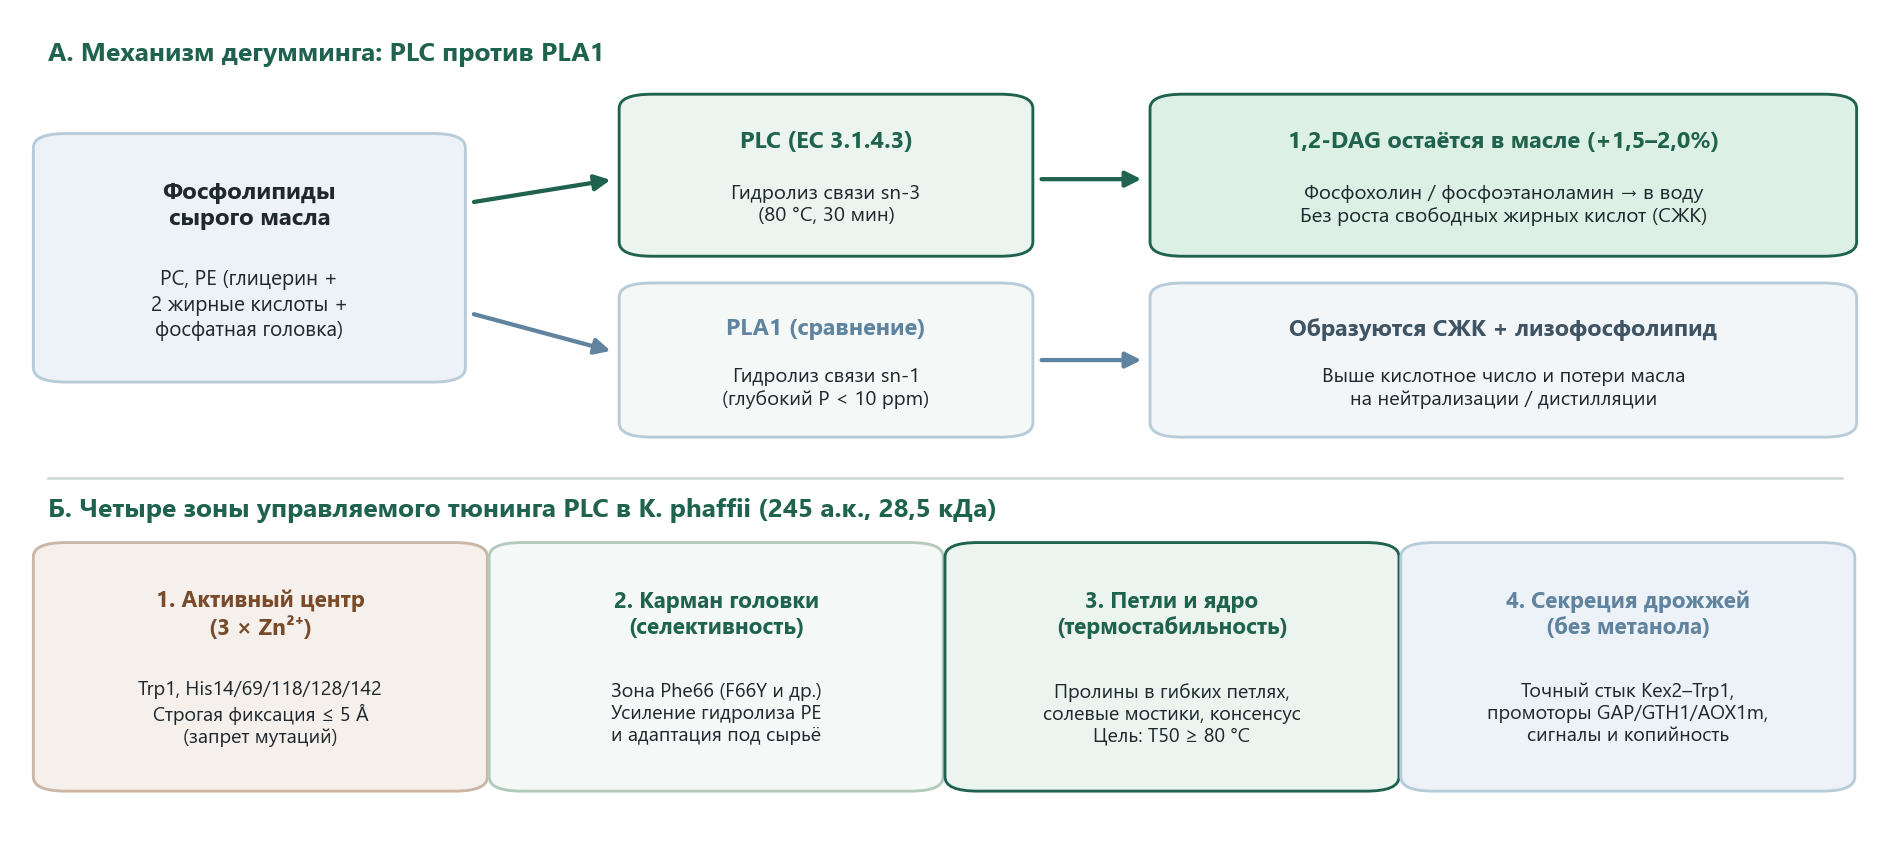 А. Механизм дегумминга: PLC против PLA1
Фосфолипиды
сырого масла
PC, PE (глицерин +
2 жирные кислоты +
фосфатная головка)
PLC (EC 3.1.4.3)
Гидролиз связи sn-3
(80 °C, 30 мин)
1,2-DAG остаётся в масле (+1,5–2,0%)
Фосфохолин / фосфоэтаноламин → в воду
Без роста свободных жирных кислот (СЖК)
PLA1 (сравнение)
Гидролиз связи sn-1
(глубокий P < 10 ppm)
Образуются СЖК + лизофосфолипид
Выше кислотное число и потери масла
на нейтрализации / дистилляции
Б. Четыре зоны управляемого тюнинга PLC в K. phaffii (245 а.к., 28,5 кДа)
1. Активный центр
(3 × Zn²⁺)
Trp1, His14/69/118/128/142
Строгая фиксация ≤ 5 Å
(запрет мутаций)
2. Карман головки
(селективность)
Зона Phe66 (F66Y и др.)
Усиление гидролиза PE
и адаптация под сырьё
3. Петли и ядро
(термостабильность)
Пролины в гибких петлях,
солевые мостики, консенсус
Цель: T50 ≥ 80 °C
4. Секреция дрожжей
(без метанола)
Точный стык Kex2–Trp1,
промоторы GAP/GTH1/AOX1m,
сигналы и копийность